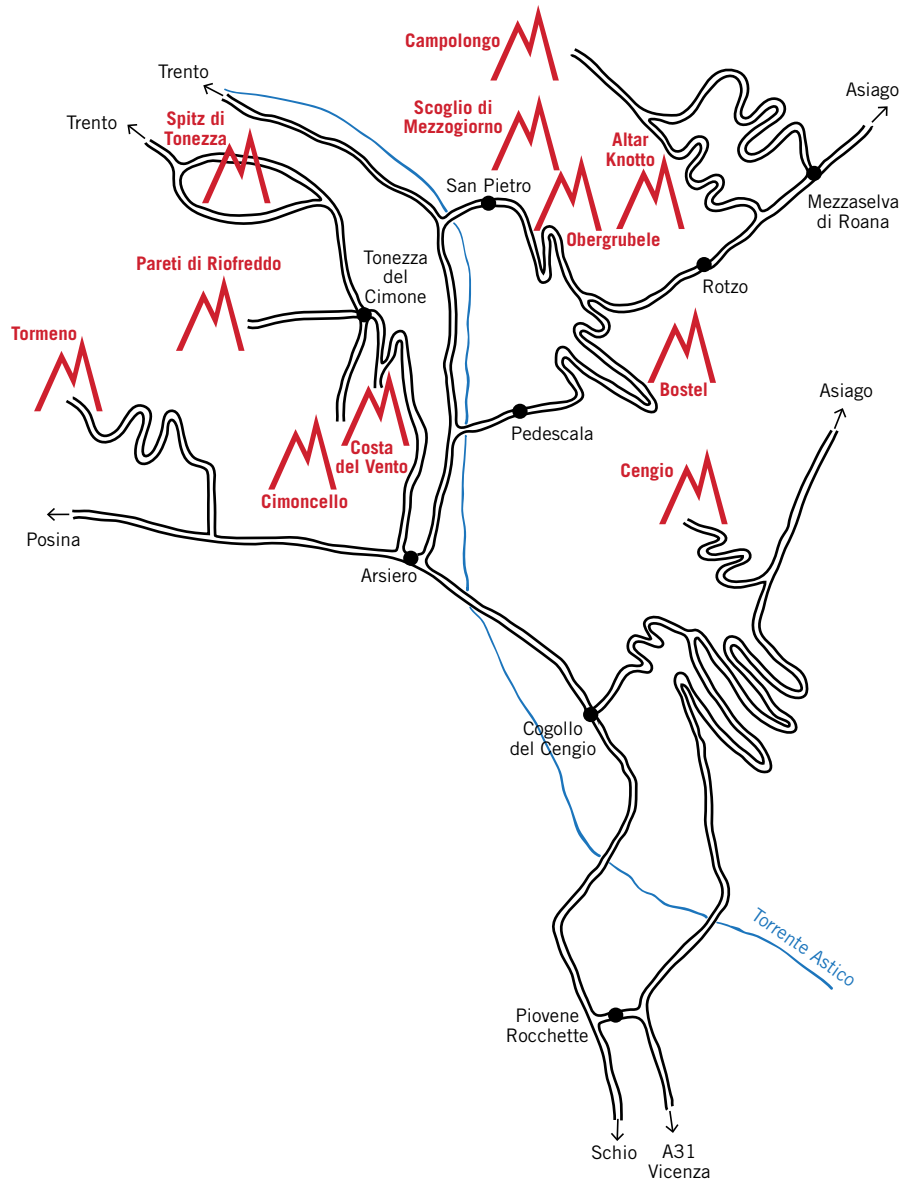 Campolongo
Trento
Scoglio di
Mezzogiorno
Asiago
Trento
Spitz di
Tonezza
Altar
Knotto
San Pietro
Mezzaselva
di Roana
Obergrubele
Pareti di Riofreddo
Tonezza
del
Cimone
Rotzo
Tormeno
Bostel
Asiago
Pedescala
Costa
del Vento
Cengio
Cimoncello
Posina
Arsiero
Cogollo
del Cengio
Torrente Astico
Piovene
Rocchette
Schio
A31
Vicenza